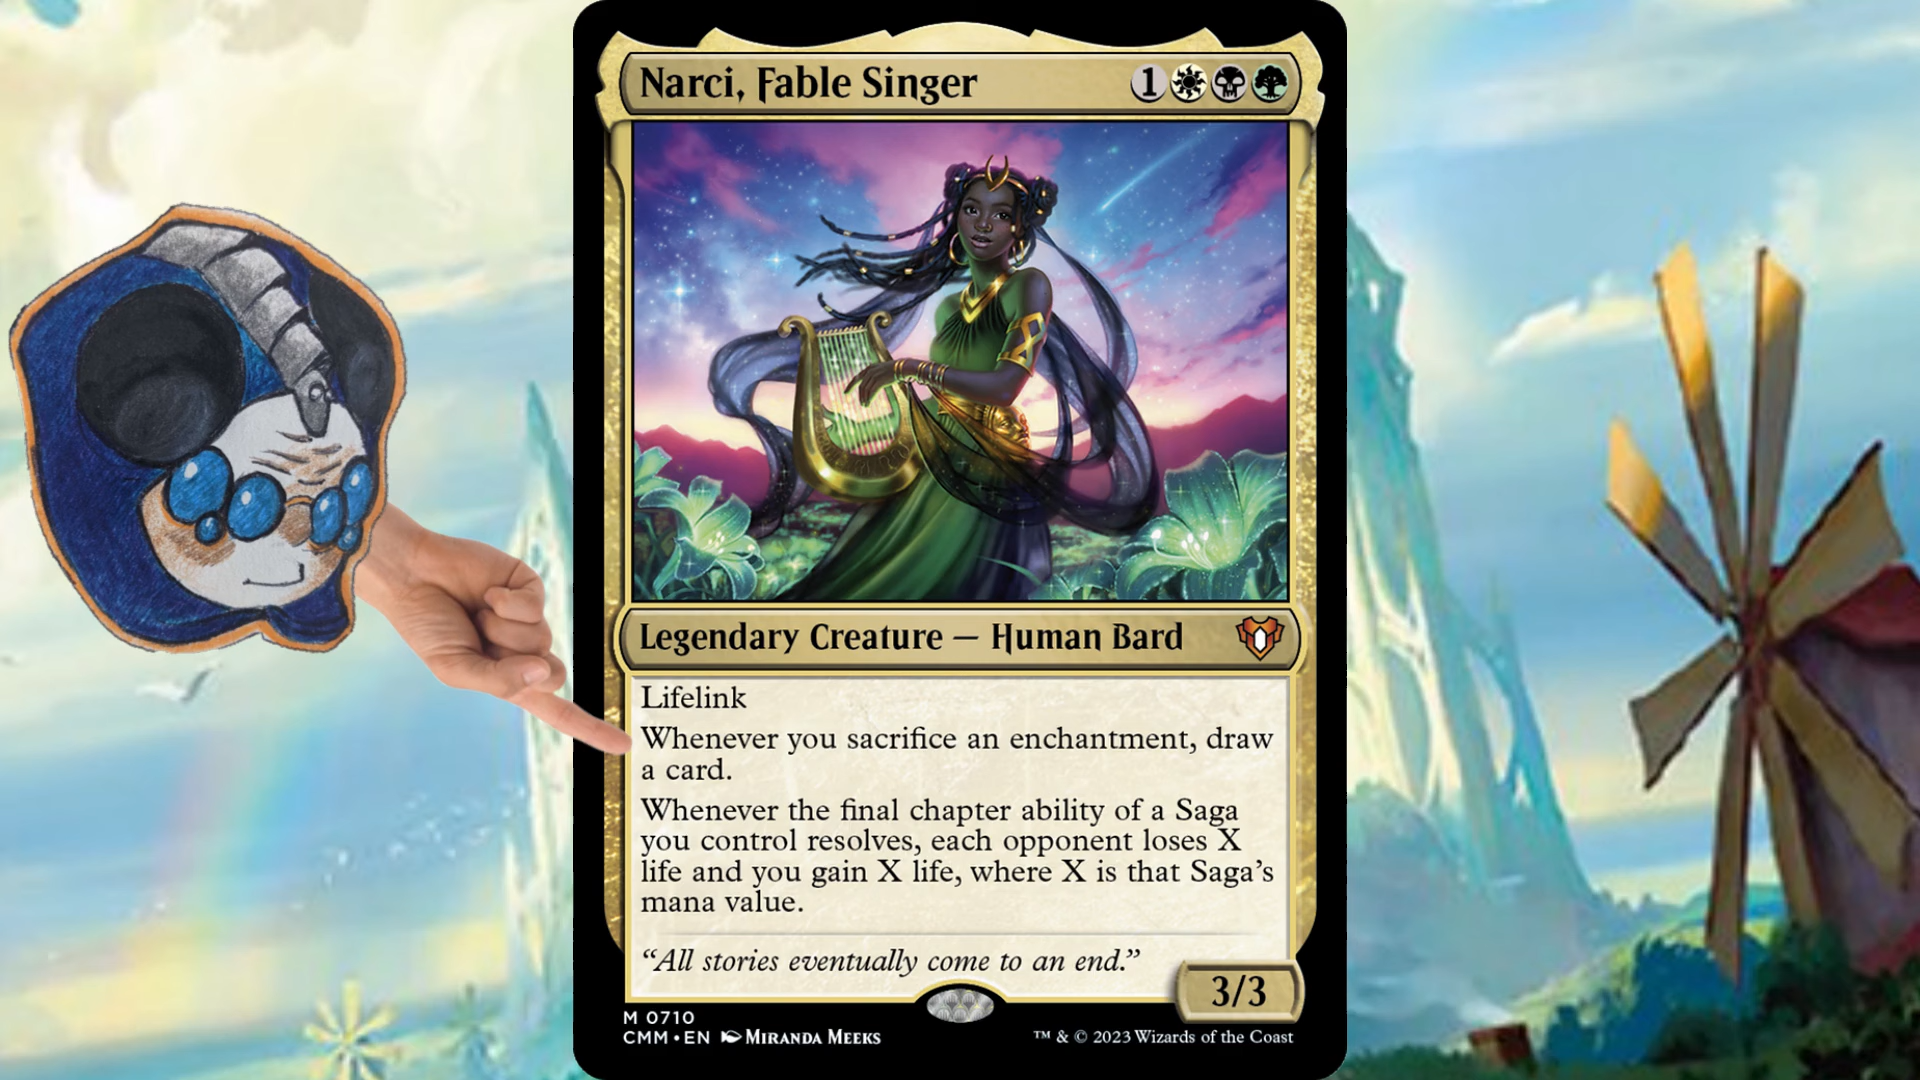 Narci, Fable Singer 1
Legendary Creature — Human Bard
Lifelink
Whenever you sacrifice an enchantment, draw
a card.
Whenever the final chapter ability of a Saga
you control resolves, each opponent loses X
life and you gain X life, where X is that Saga's
mana value.
“All stories eventually come to an end.”
3/3
M 0710
CMM • EN Miranda Meeks
™ & © 2023 Wizards of the Coast